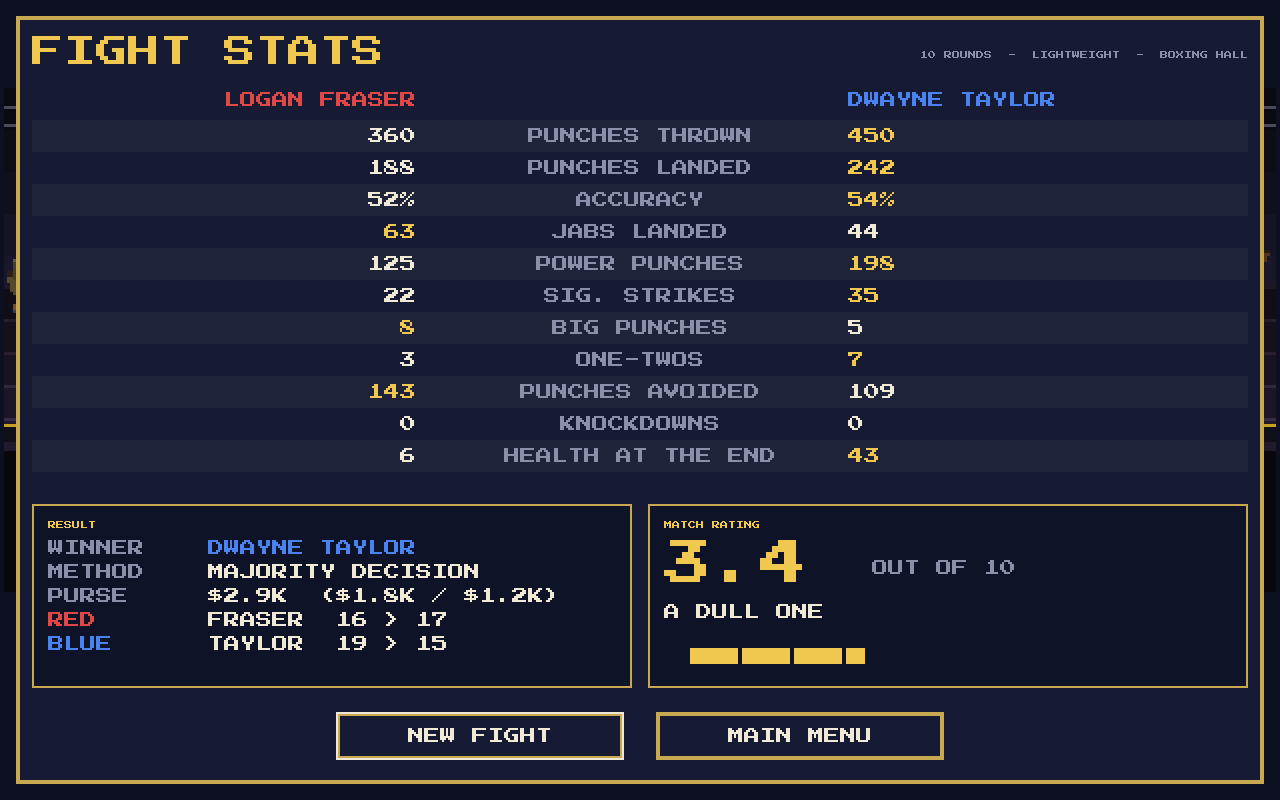 FIGHT STATS
10 ROUNDS - LIGHTWEIGHT - BOXING HALL
LOGAN FRASER DWAYNE TAYLOR
360 PUNCHES THROWN 450
188 PUNCHES LANDED 242
52% ACCURACY 54%
63 JABS LANDED 44
125 POWER PUNCHES 198
22 SIG. STRIKES 35
8 BIG PUNCHES 5
3 ONE-TWOS 7
143 PUNCHES AVOIDED 109
0 KNOCKDOWNS 0
6 HEALTH AT THE END 43
RESULT
WINNER DWAYNE TAYLOR
METHOD MAJORITY DECISION
PURSE $2.9K ($1.8K / $1.2K)
RED FRASER 16 > 17
BLUE TAYLOR 19 > 15
MATCH RATING
3.4 OUT OF 10
A DULL ONE
NEW FIGHT MAIN MENU